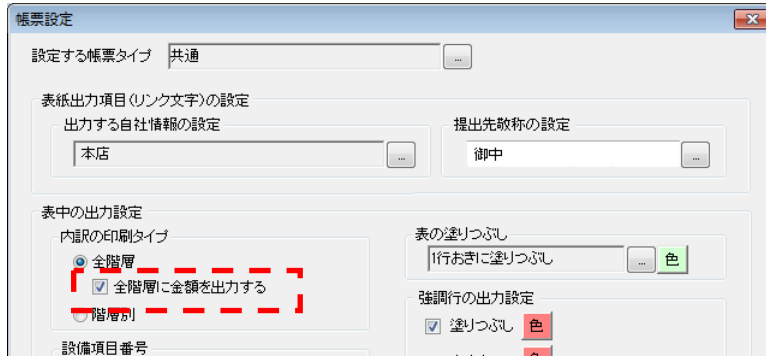 帳票設定
設定する帳票タイプ 共通 ...
表紙出力項目(リンク文字)の設定
出力する自社情報の設定
本店 ...
提出先敬称の設定
御中 ...
表中の出力設定
内訳の印刷タイプ
全階層
全階層に金額を出力する
階層別
設備項目番号
表の塗りつぶし
1行おきに塗りつぶし ... 色
強調行の出力設定
塗りつぶし 色
色